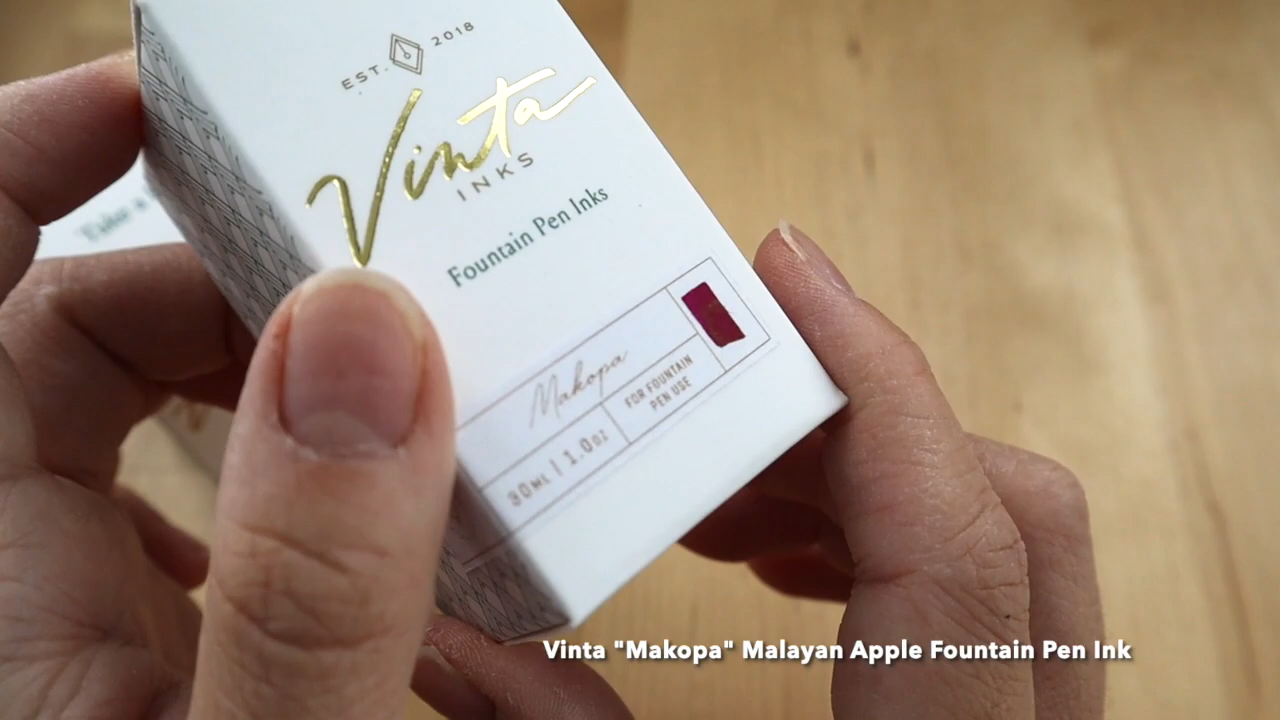 EST. 2018
Vinta
INKS
Fountain Pen Inks
Makopa
30ML | 1.0oz
FOR FOUNTAIN
PEN USE
Vinta "Makopa" Malayan Apple Fountain Pen Ink